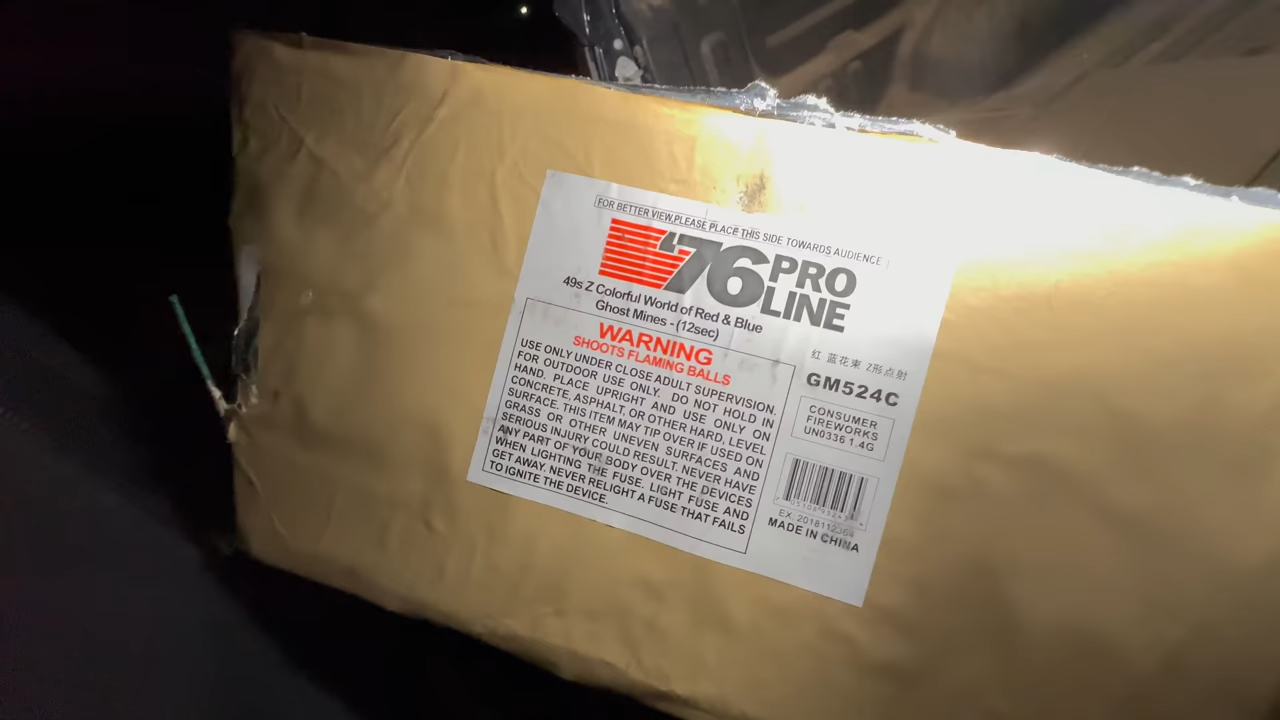 FOR BETTER VIEW,PLEASE PLACE THIS SIDE TOWARDS AUDIENCE
'76 PRO LINE
49s Z Colorful World of Red & Blue
Ghost Mines - (12sec)
WARNING
SHOOTS FLAMING BALLS
USE ONLY UNDER CLOSE ADULT SUPERVISION.
FOR OUTDOOR USE ONLY. DO NOT HOLD IN
HAND. PLACE UPRIGHT AND USE ONLY ON
CONCRETE, ASPHALT, OR OTHER HARD, LEVEL
SURFACE. THIS ITEM MAY TIP OVER IF USED ON
GRASS OR OTHER UNEVEN SURFACES AND
SERIOUS INJURY COULD RESULT. NEVER HAVE
ANY PART OF YOUR BODY OVER THE DEVICES
WHEN LIGHTING THE FUSE. LIGHT FUSE AND
GET AWAY. NEVER RELIGHT A FUSE THAT FAILS
TO IGNITE THE DEVICE.
红 蓝花束 Z形点射
GM524C
CONSUMER
FIREWORKS
UN0336 1.4G
MADE IN CHINA